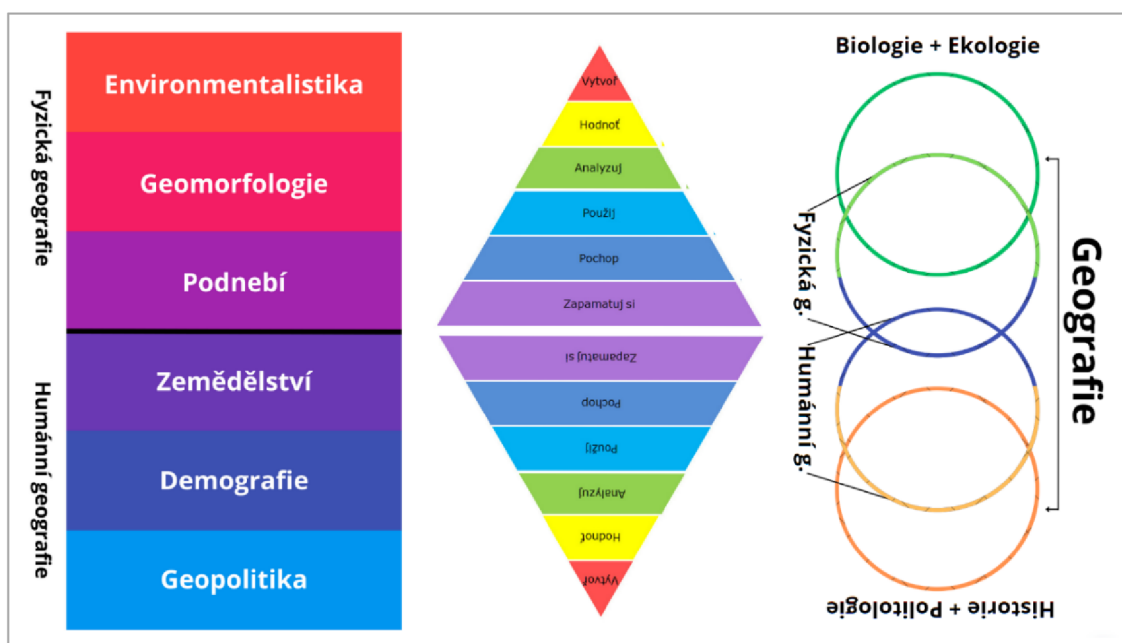 Fyzická geografie
Humánní geografie
Environmentalistika
Geomorfologie
Podnebí
Zemědělství
Demografie
Geopolitika
Vytvoř
Hodnoť
Analyzuj
Použij
Pochop
Zapamatuj si
Zapamatuj si
Pochop
Použij
Analyzuj
Hodnoť
Vytvoř
Biologie + Ekologie
Fyzická g.
Humánní g.
Geografie
Historie + Politologie